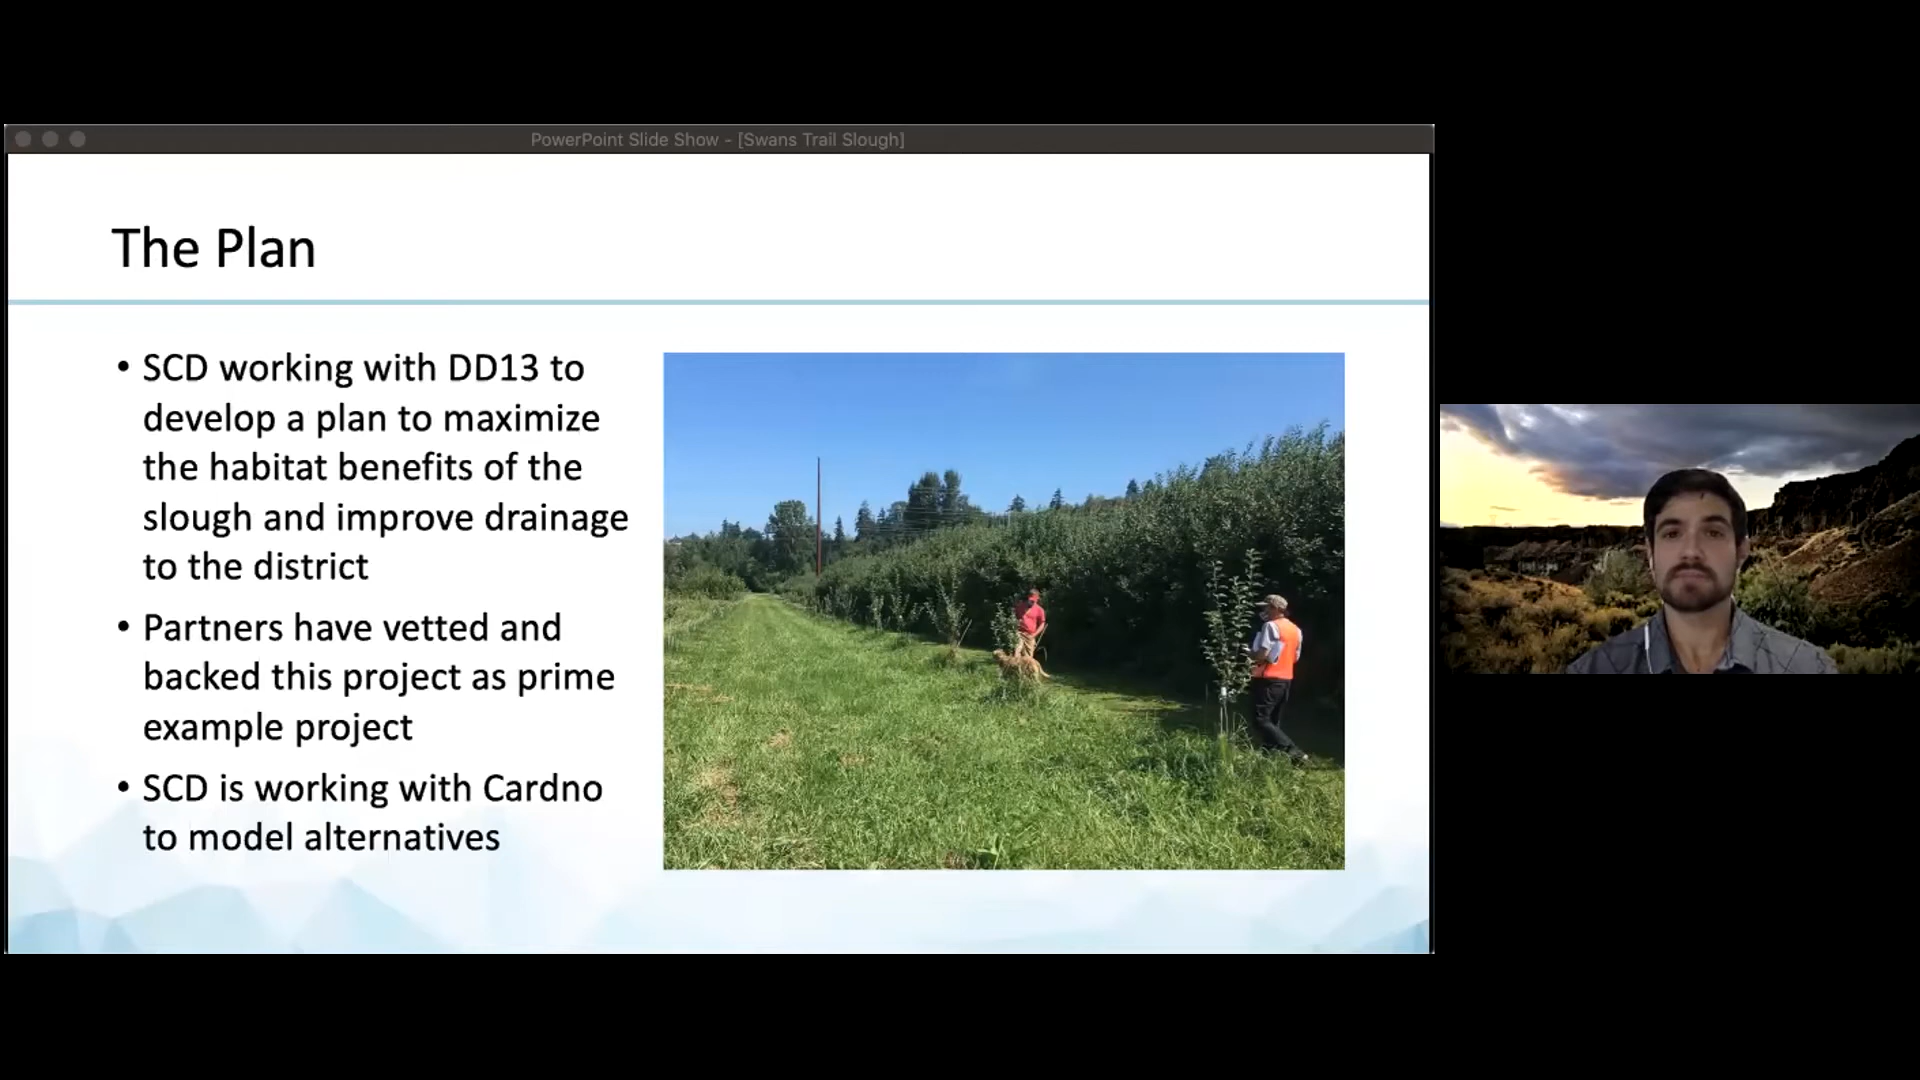 PowerPoint Slide Show - [Swans Trail Slough]
The Plan
• SCD working with DD13 to
develop a plan to maximize
the habitat benefits of the
slough and improve drainage
to the district
• Partners have vetted and
backed this project as prime
example project
• SCD is working with Cardno
to model alternatives